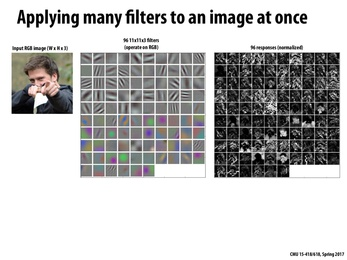 Applying many filters to an image at once
Input RGB image (W x H x 3)
96 11x11x3 filters
(operate on RGB)
96 responses (normalized)
CMU 15-418/618, Spring 2017